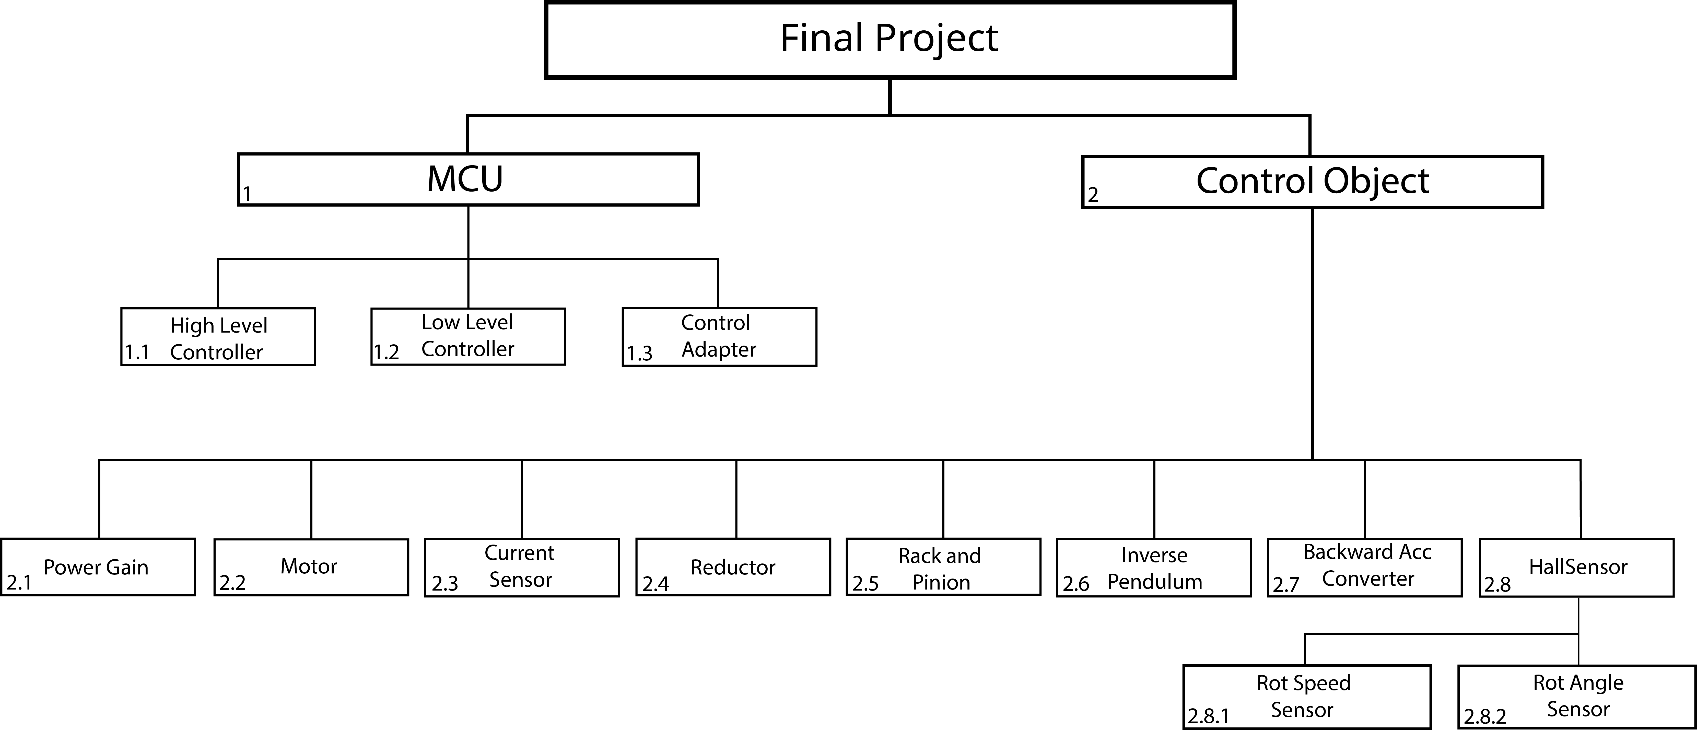 Final Project
MCU
1
Control Object
2
High Level
Controller
1.1
Low Level
Controller
1.2
Control
Adapter
1.3
Power Gain
2.1
Motor
2.2
Current
Sensor
2.3
Reductor
2.4
Rack and
Pinion
2.5
Inverse
Pendulum
2.6
Backward Acc
Converter
2.7
HallSensor
2.8
Rot Speed
Sensor
2.8.1
Rot Angle
Sensor
2.8.2